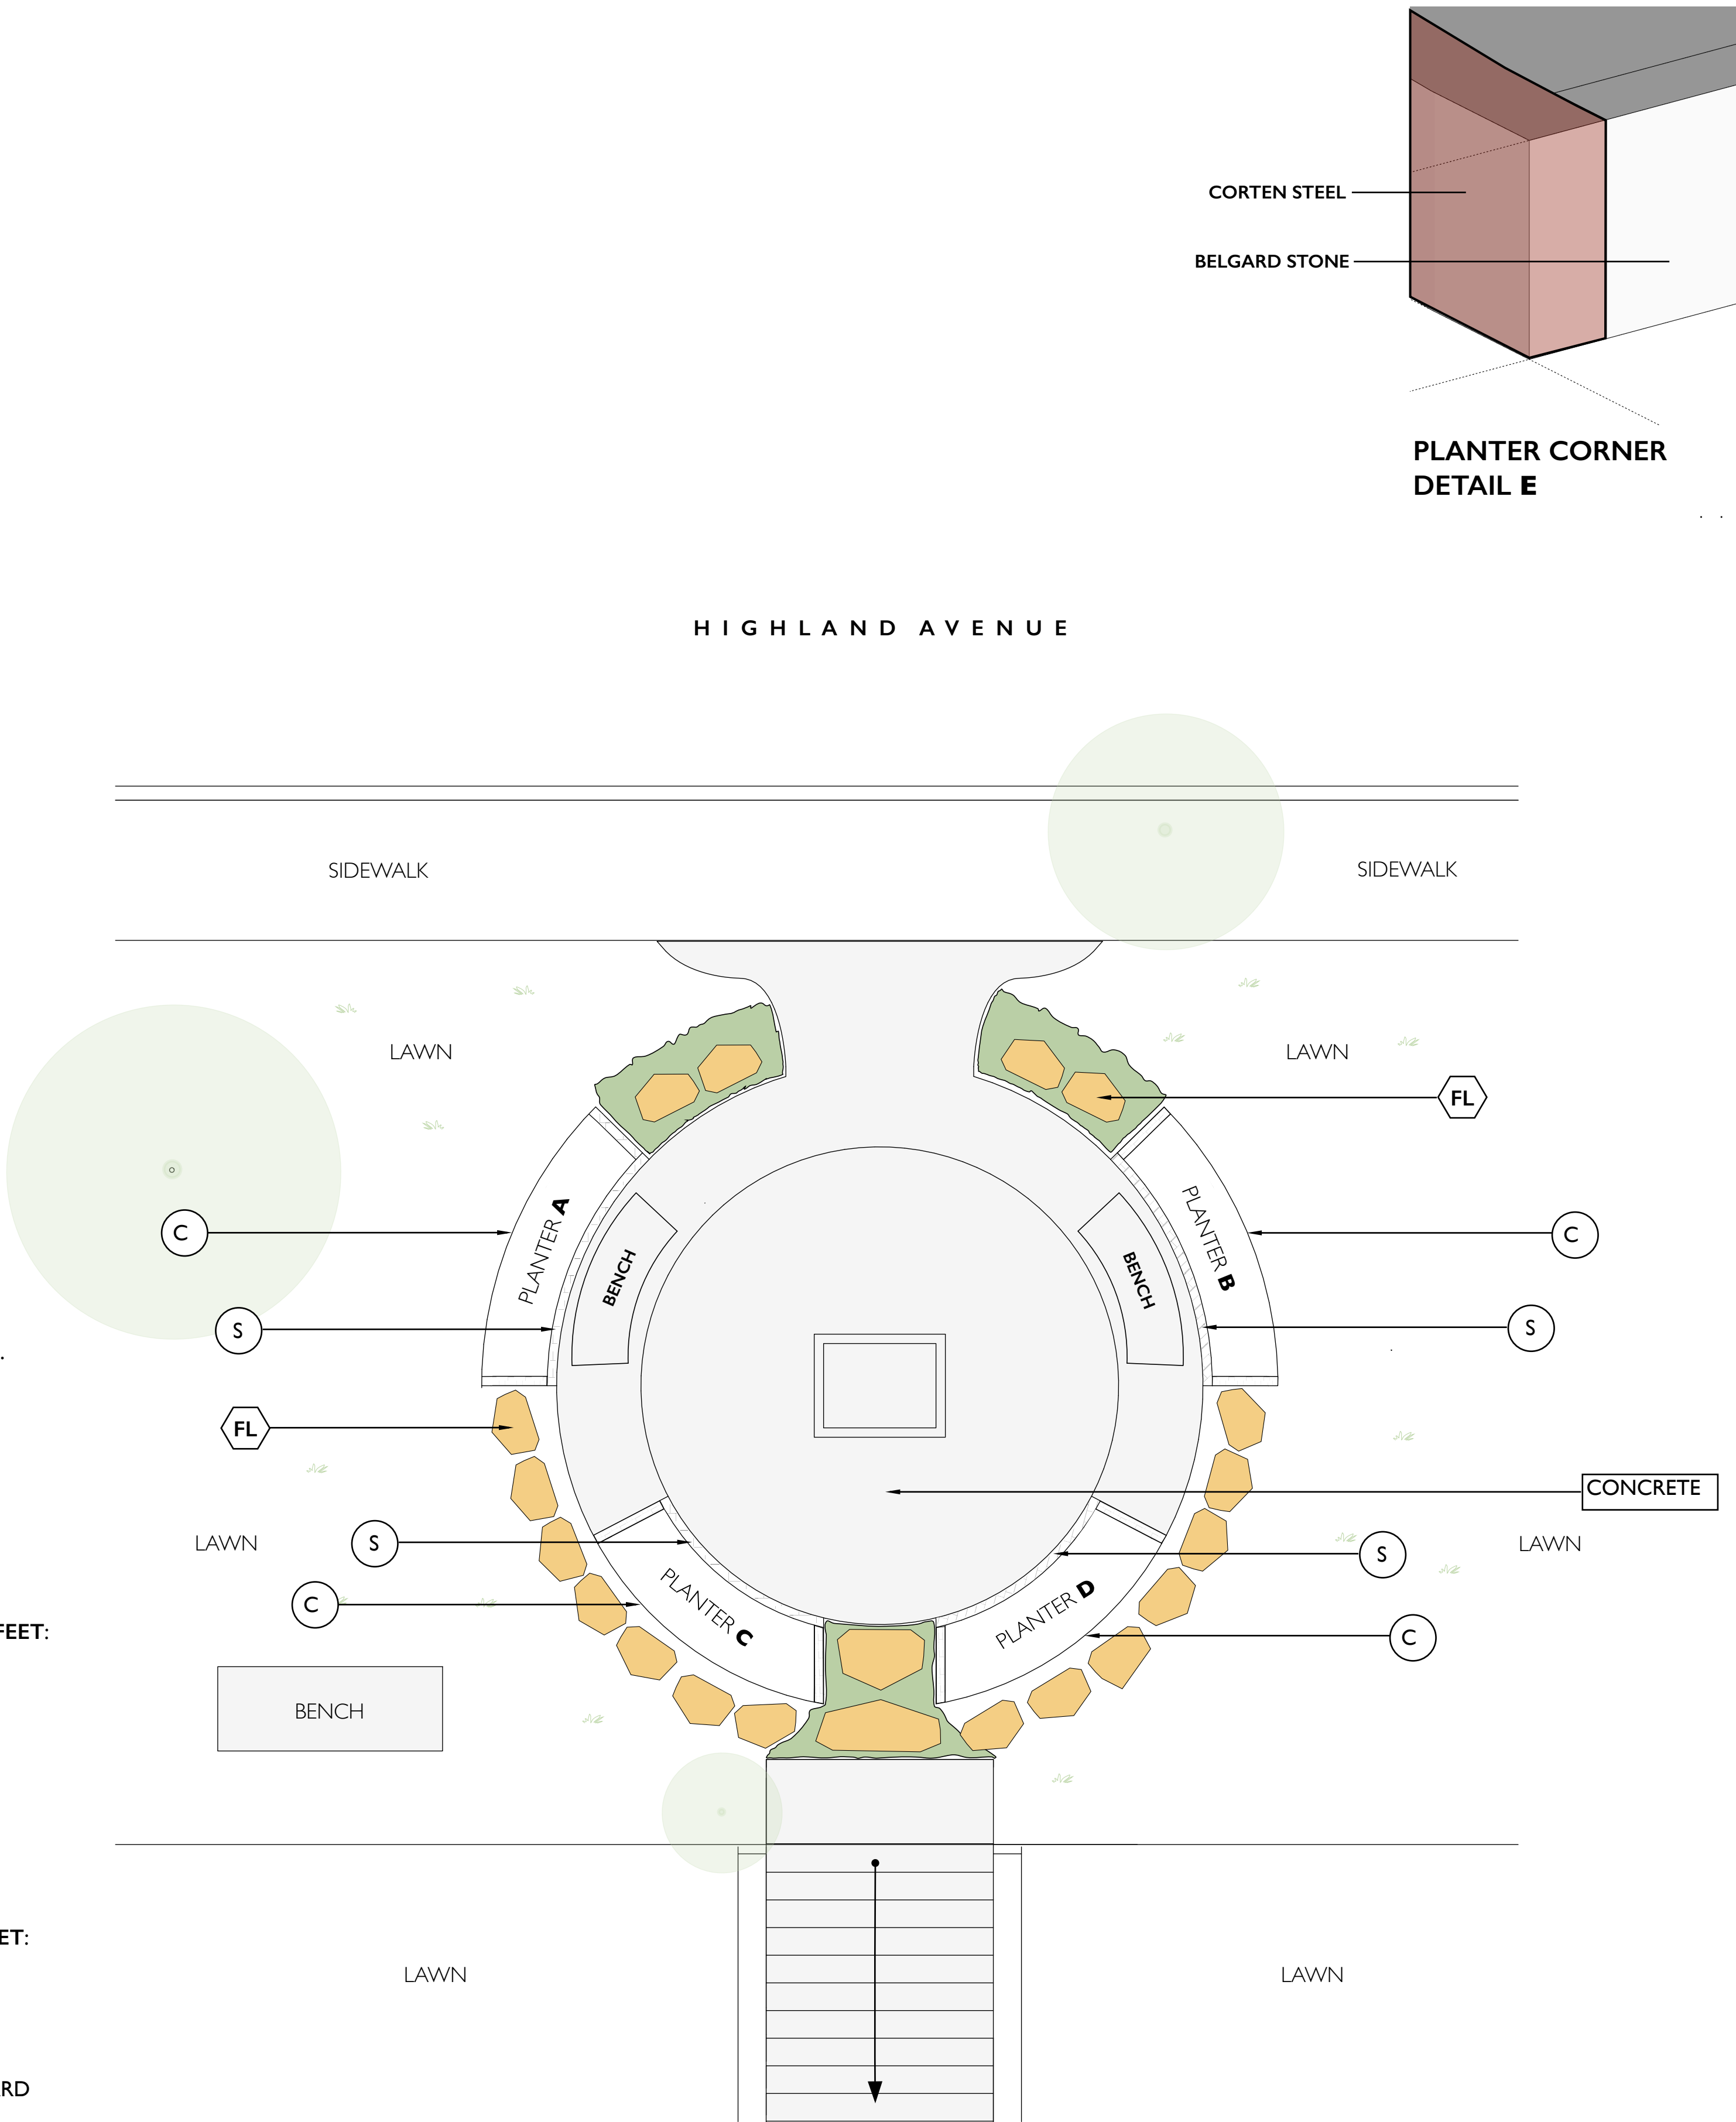 CORTEN STEEL
BELGARD STONE
PLANTER CORNER
DETAIL E
HIGHLAND AVENUE
SIDEWALK
SIDEWALK
LAWN
LAWN
FL
PLANTER A
PLANTER B
C
C
BENCH
BENCH
S
S
FL
CONCRETE
LAWN
S
S
LAWN
C
PLANTER C
PLANTER D
C
FEET:
BENCH
ET:
LAWN
LAWN
RD